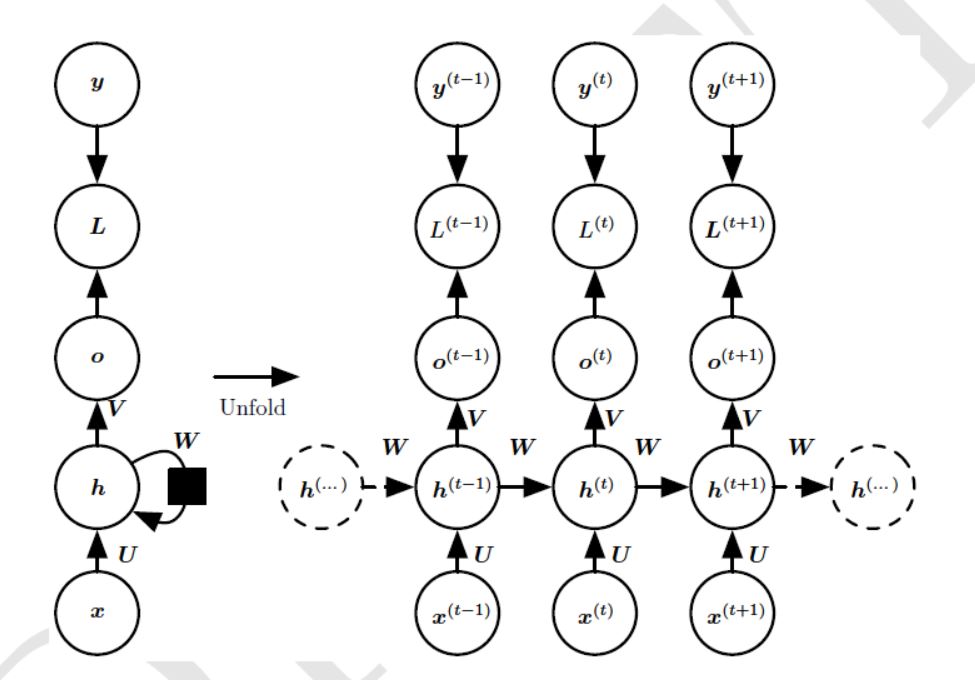 y y^(t−1) y^(t) y^(t+1)
L L^(t−1) L^(t) L^(t+1)
o o^(t−1) o^(t) o^(t+1)
Unfold
V V V V
W W W W W
h h^(...) h^(t−1) h^(t) h^(t+1) h^(...)
U U U U
x x^(t−1) x^(t) x^(t+1)